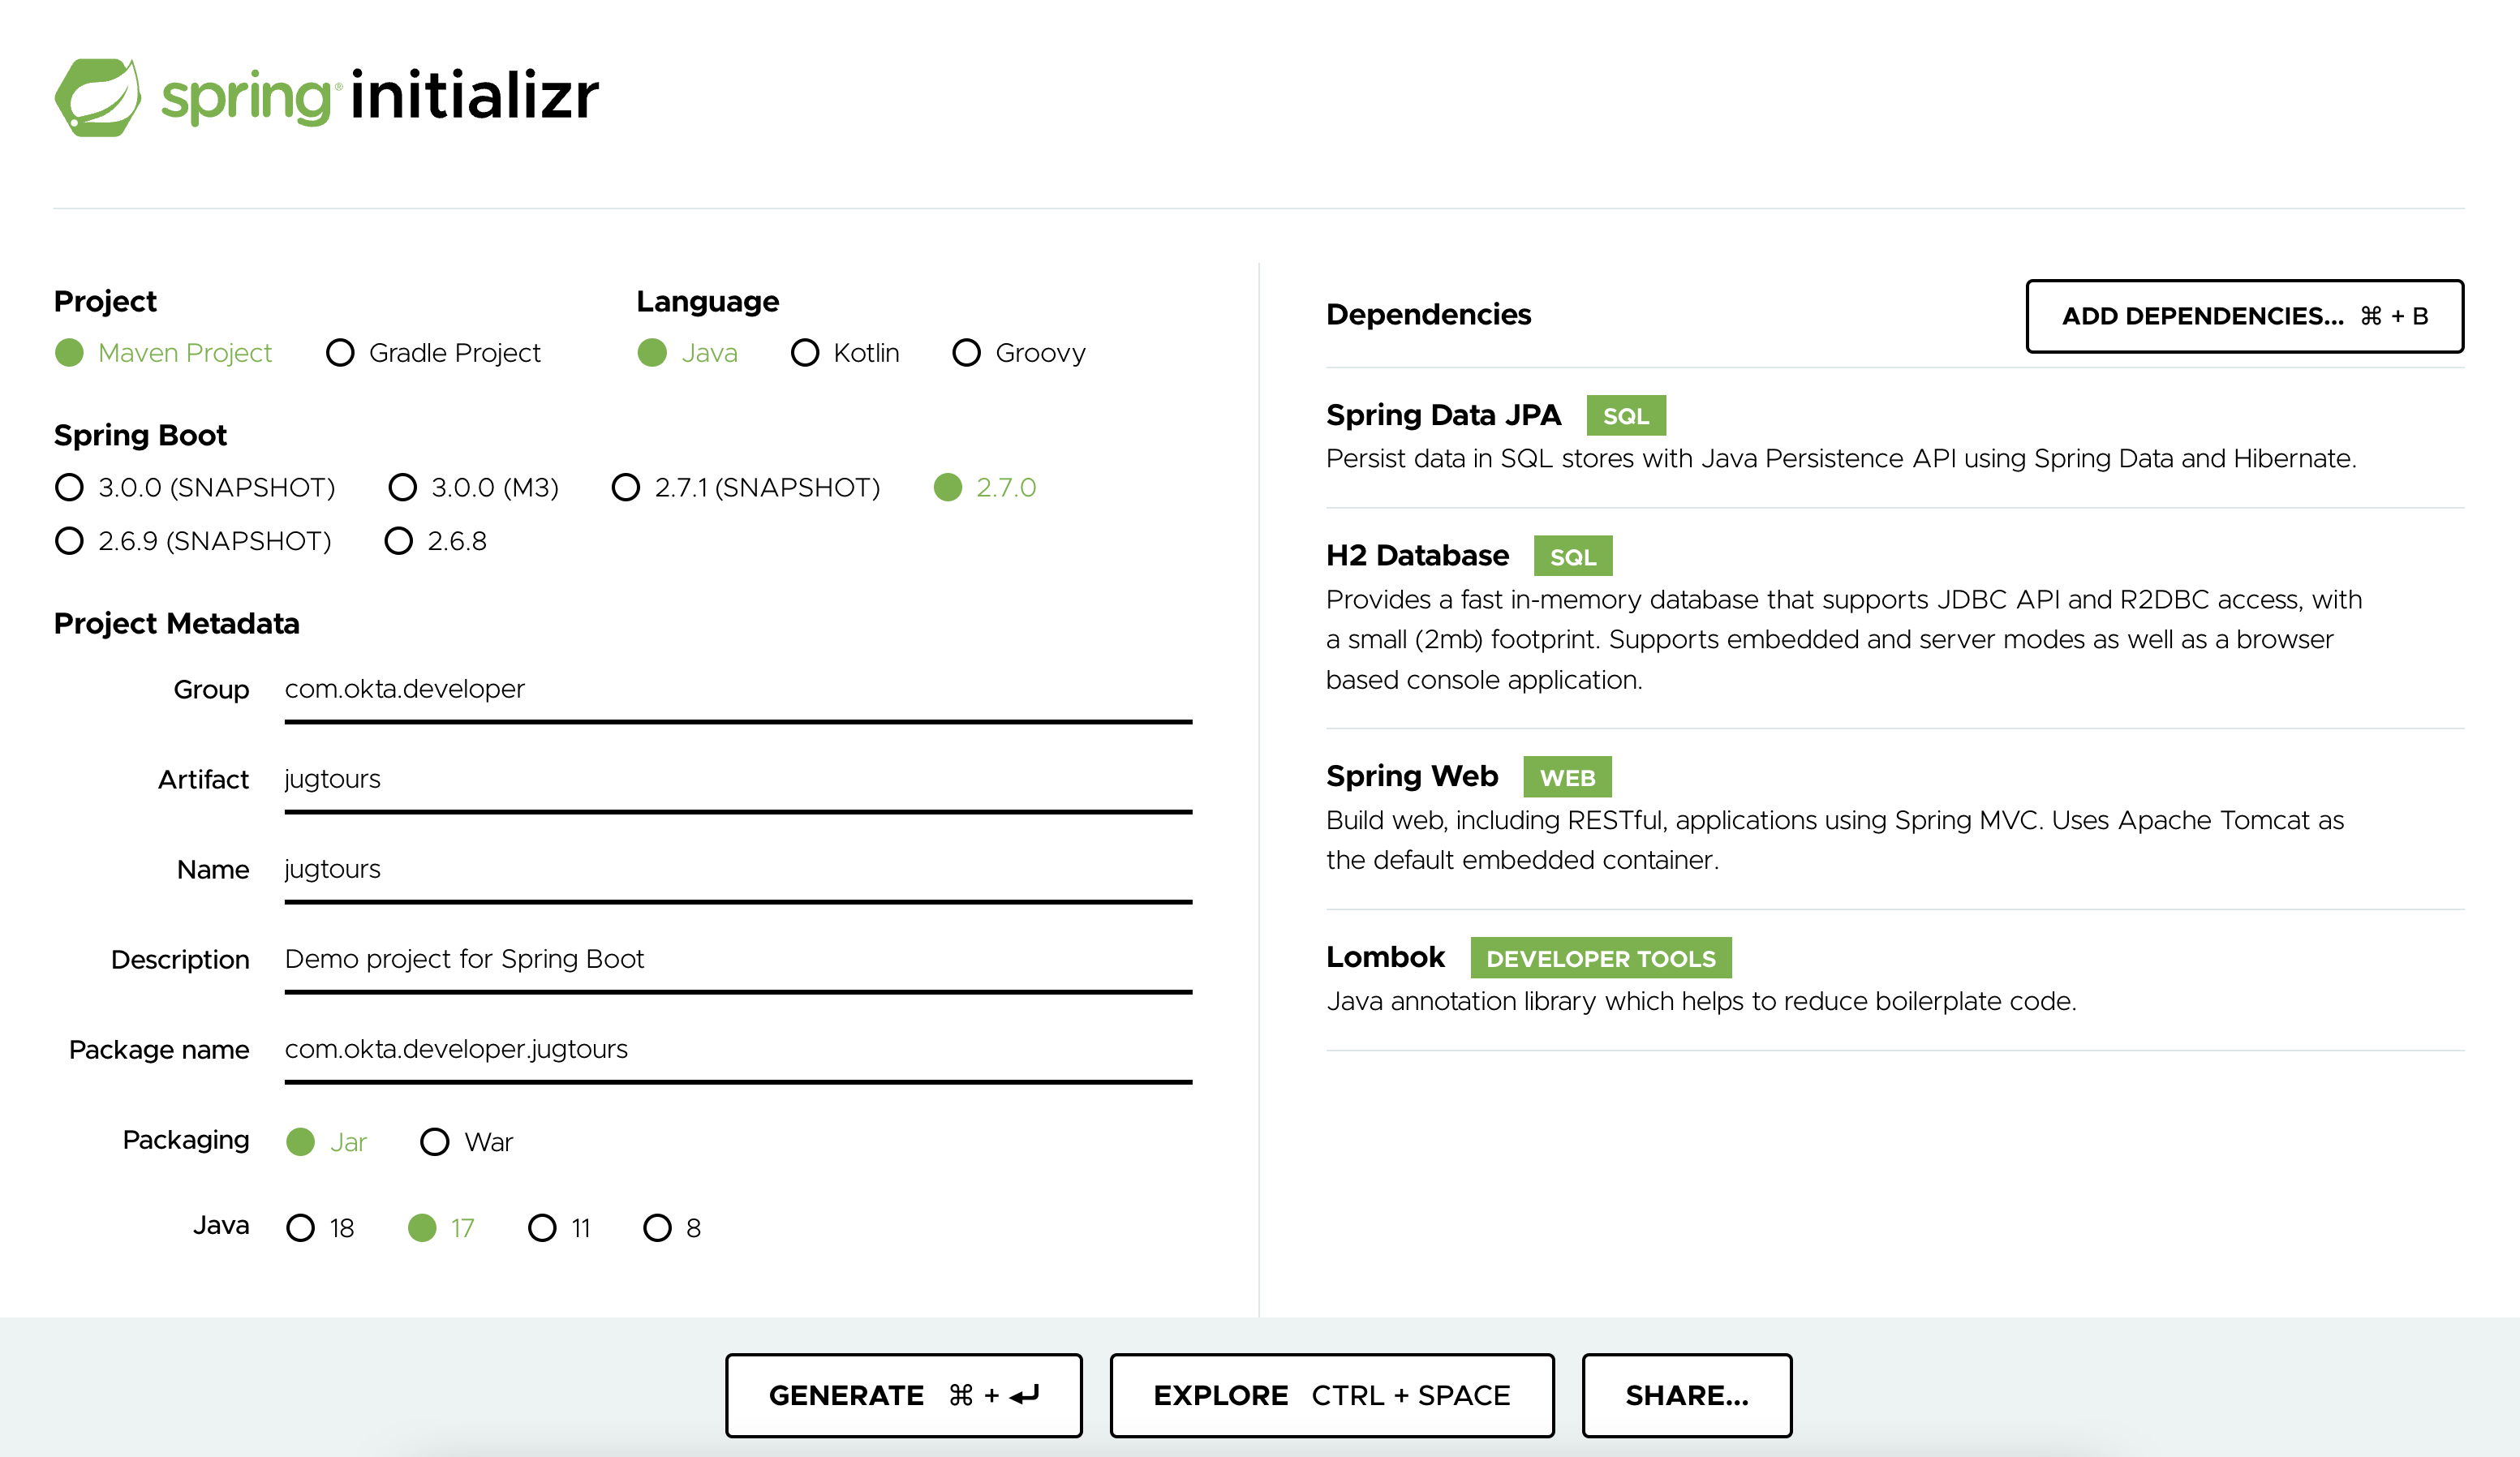 spring® initializr
Project
Maven Project Gradle Project
Language
Java Kotlin Groovy
Spring Boot
3.0.0 (SNAPSHOT) 3.0.0 (M3) 2.7.1 (SNAPSHOT) 2.7.0
2.6.9 (SNAPSHOT) 2.6.8
Project Metadata
Group com.okta.developer
Artifact jugtours
Name jugtours
Description Demo project for Spring Boot
Package name com.okta.developer.jugtours
Packaging Jar War
Java 18 17 11 8
Dependencies ADD DEPENDENCIES... ⌘ + B
Spring Data JPA SQL
Persist data in SQL stores with Java Persistence API using Spring Data and Hibernate.
H2 Database SQL
Provides a fast in-memory database that supports JDBC API and R2DBC access, with
a small (2mb) footprint. Supports embedded and server modes as well as a browser
based console application.
Spring Web WEB
Build web, including RESTful, applications using Spring MVC. Uses Apache Tomcat as
the default embedded container.
Lombok DEVELOPER TOOLS
Java annotation library which helps to reduce boilerplate code.
GENERATE ⌘ + ↵ EXPLORE CTRL + SPACE SHARE...